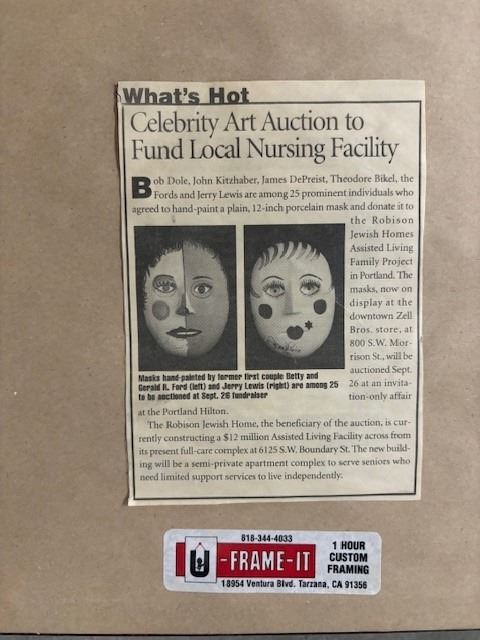 What's Hot
Celebrity Art Auction to
Fund Local Nursing Facility
Bob Dole, John Kitzhaber, James DePreist, Theodore Bikel, the
Fords and Jerry Lewis are among 25 prominent individuals who
agreed to hand-paint a plain, 12-inch porcelain mask and donate it to
the Robison
Jewish Homes
Assisted Living
Family Project
in Portland. The
masks, now on
display at the
downtown Zell
Bros. store, at
800 S.W. Mor-
rison St., will be
auctioned Sept.
26 at an invita-
tion-only affair
Masks hand-painted by former first couple Betty and
Gerald R. Ford (left) and Jerry Lewis (right) are among 25
to be auctioned at Sept. 26 fundraiser
at the Portland Hilton.
The Robison Jewish Home, the beneficiary of the auction, is cur-
rently constructing a $12 million Assisted Living Facility across from
its present full-care complex at 6125 S.W. Boundary St. The new build-
ing will be a semi-private apartment complex to serve seniors who
need limited support services to live independently.
818-344-4033
U-FRAME-IT
1 HOUR
CUSTOM
FRAMING
18954 Ventura Blvd. Tarzana, CA 91356